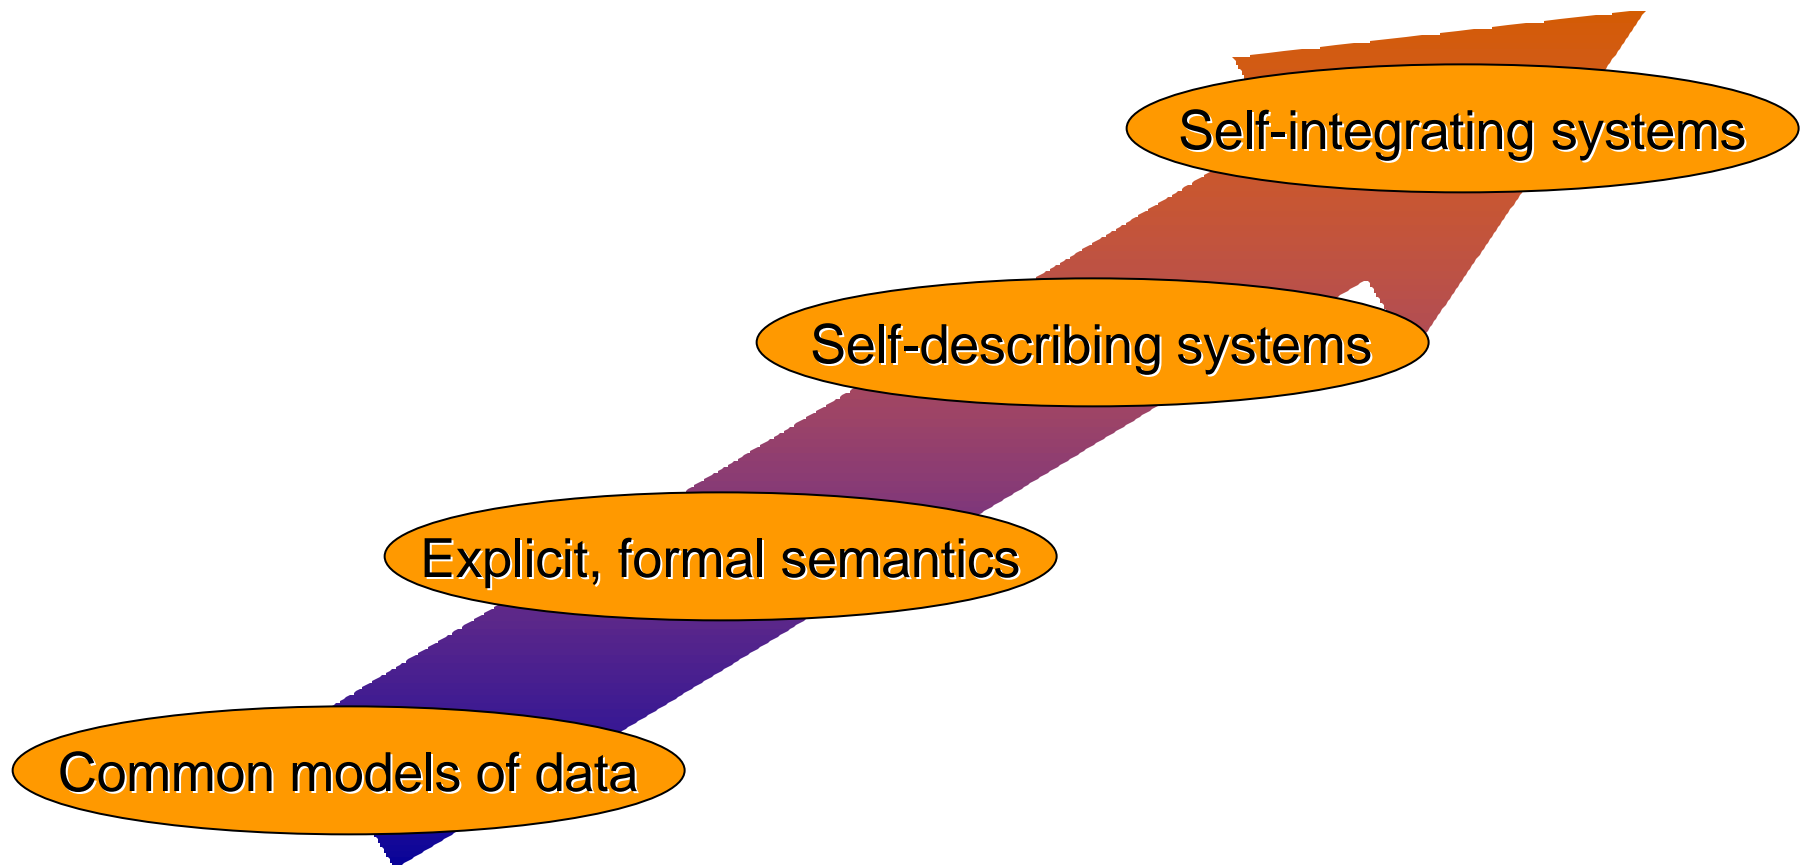 Self-integrating systems
Self-describing systems
Explicit, formal semantics
Common models of data